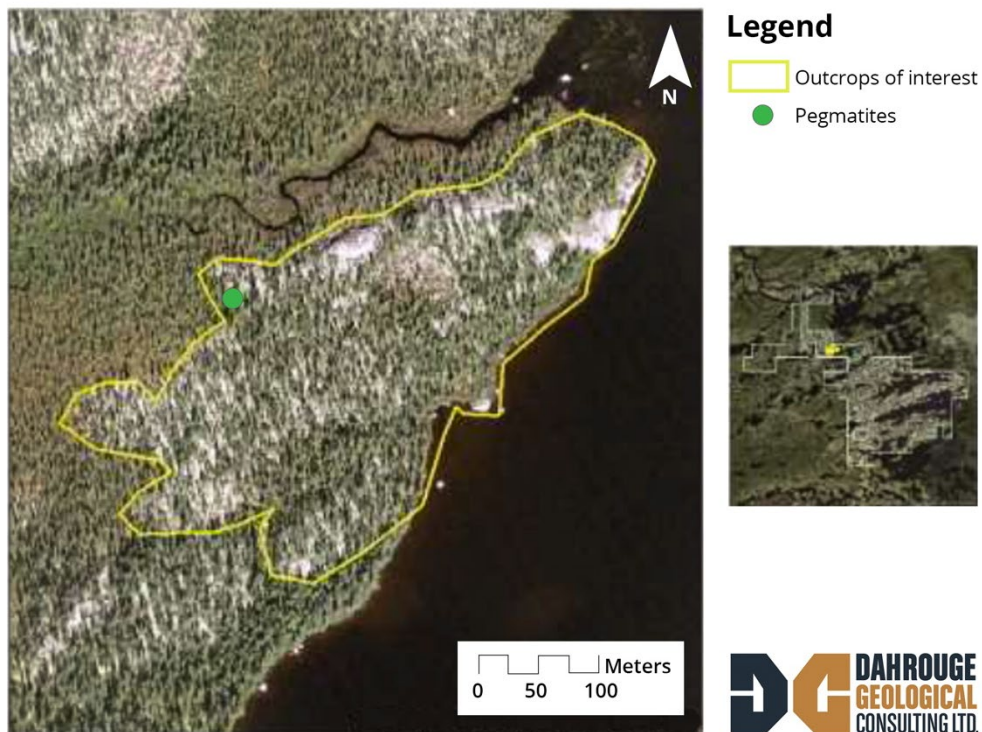 Legend
Outcrops of interest
Pegmatites
N
Meters
0 50 100
DAHROUGE
GEOLOGICAL
CONSULTING LTD.